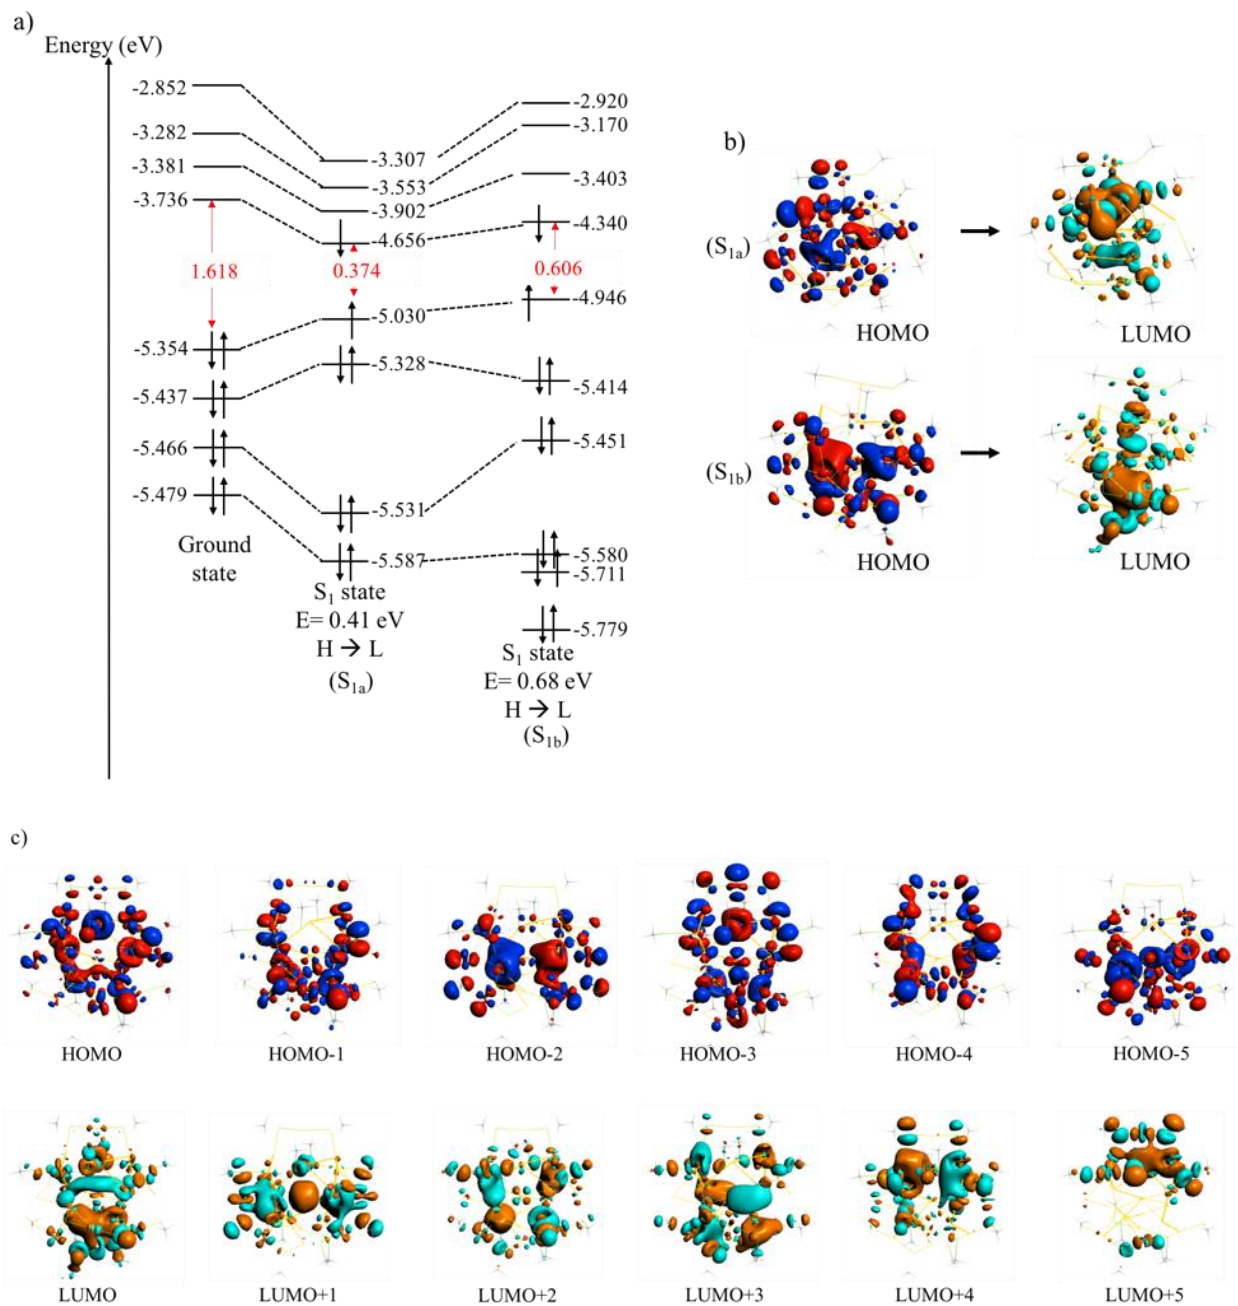 a)
Energy (eV)
-2.852
-3.282
-3.381
-3.736
1.618
-5.354
-5.437
-5.466
-5.479
Ground
state
-3.307
-3.553
-3.902
-4.656
0.374
-5.030
-5.328
-5.531
-5.587
S1 state
E= 0.41 eV
H → L
(S1a)
-2.920
-3.170
-3.403
-4.340
0.606
-4.946
-5.414
-5.451
-5.580
-5.711
-5.779
S1 state
E= 0.68 eV
H → L
(S1b)
b)
(S1a)
HOMO LUMO
(S1b)
HOMO LUMO
c)
HOMO HOMO-1 HOMO-2 HOMO-3 HOMO-4 HOMO-5
LUMO LUMO+1 LUMO+2 LUMO+3 LUMO+4 LUMO+5